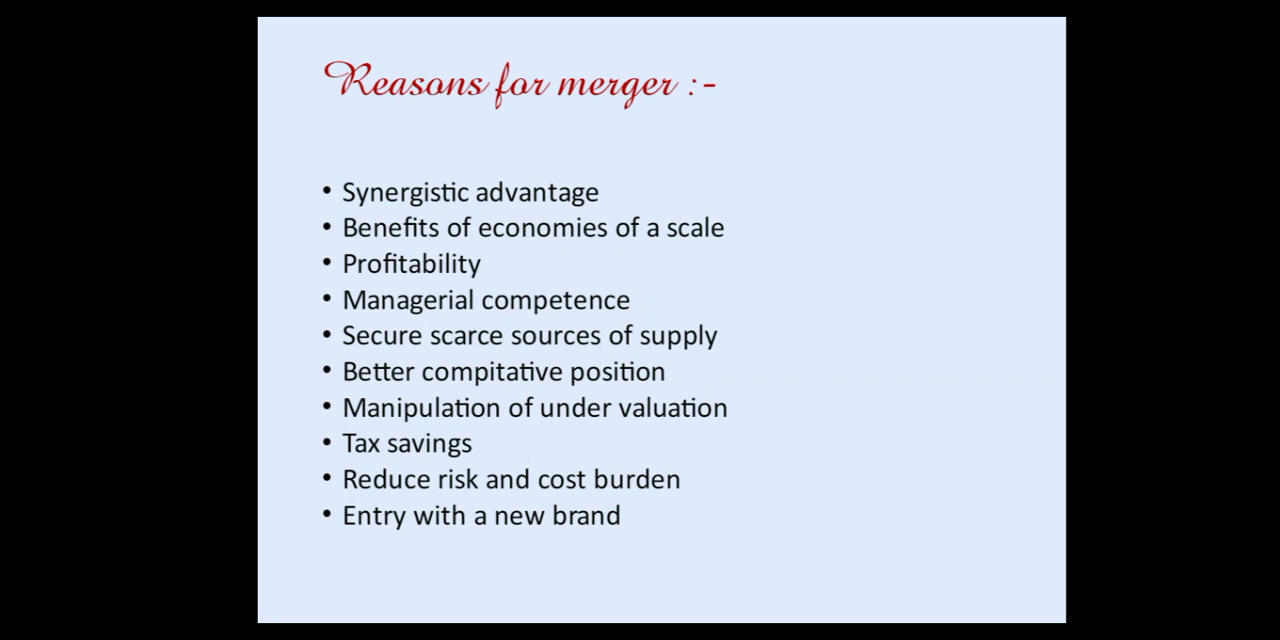 Reasons for merger :-
• Synergistic advantage
• Benefits of economies of a scale
• Profitability
• Managerial competence
• Secure scarce sources of supply
• Better compitative position
• Manipulation of under valuation
• Tax savings
• Reduce risk and cost burden
• Entry with a new brand